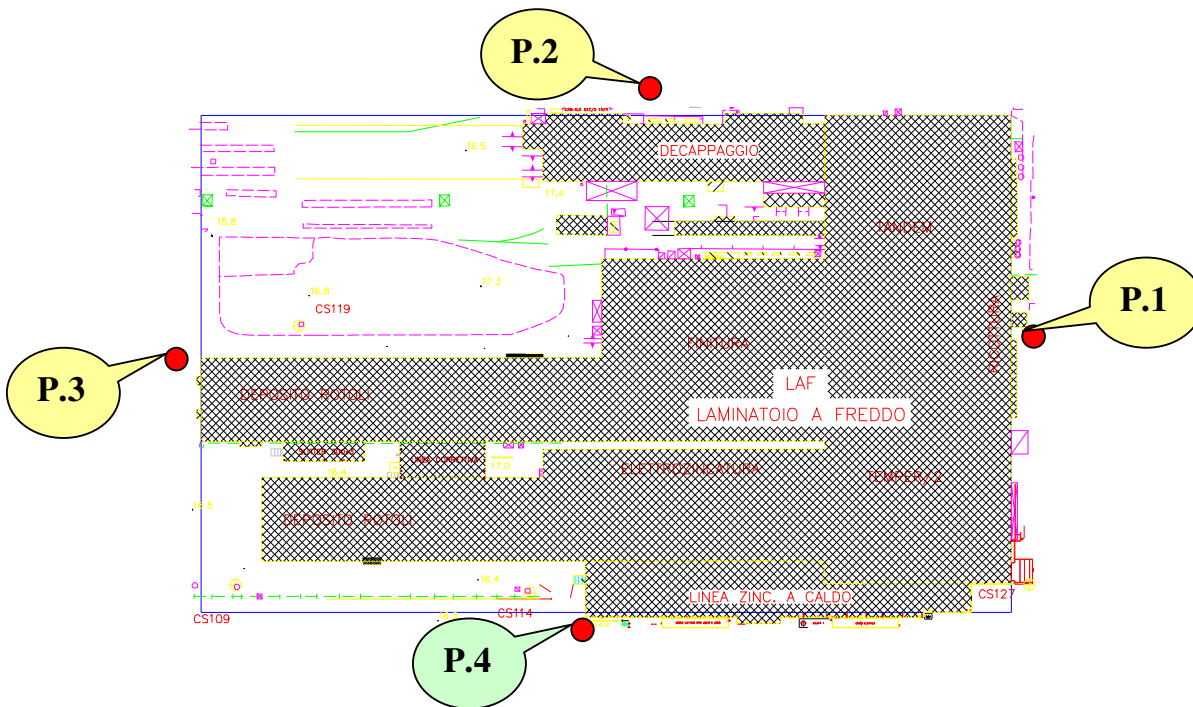 P.2
DECAPPAGGIO
16.5
17.4
TANDEM
16.8
17.3
16.8
CS119
P.1
RICOTTURA
FINITURA
P.3
LAF
DEPOSITO ROTOLI
LAMINATOIO A FREDDO
ELETTROZINCATURA
17.0
16.4
TEMPER/2
16.5
DEPOSITO ROTOLI
16.4
LINEA ZINC. A CALDO
CS127
CS109
CS114
P.4